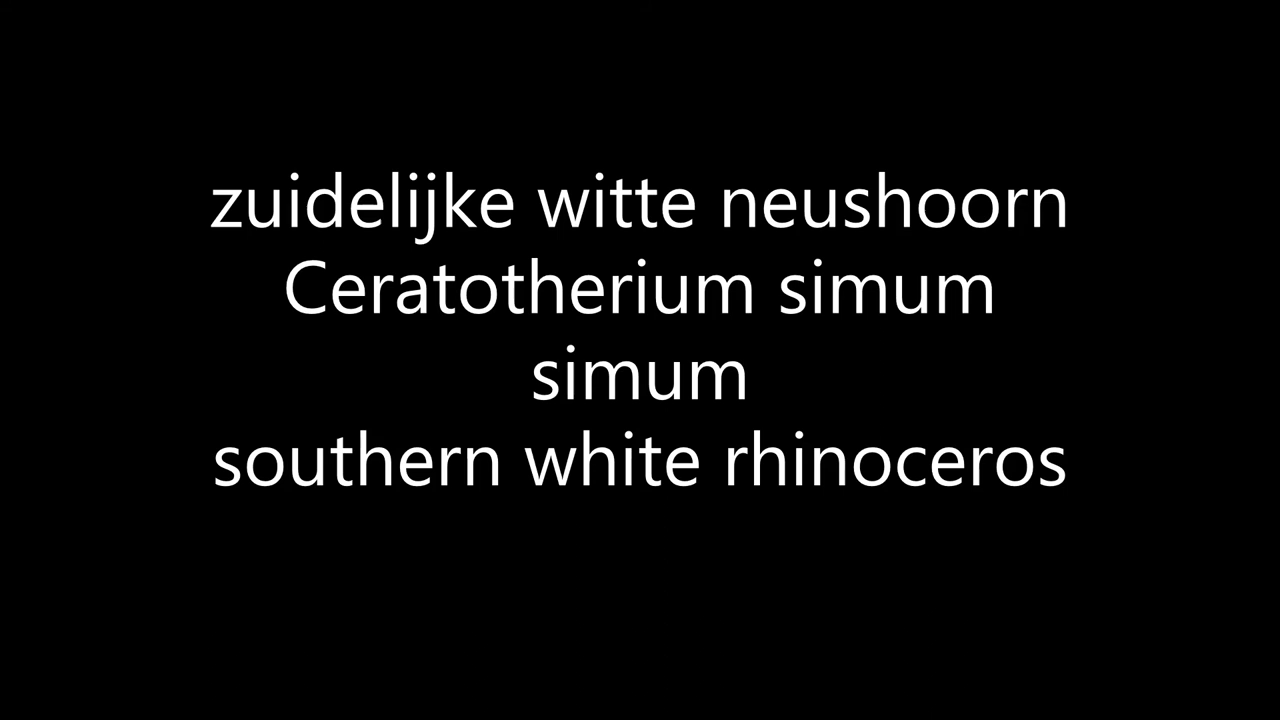 zuidelijke witte neushoorn
Ceratotherium simum
simum
southern white rhinoceros